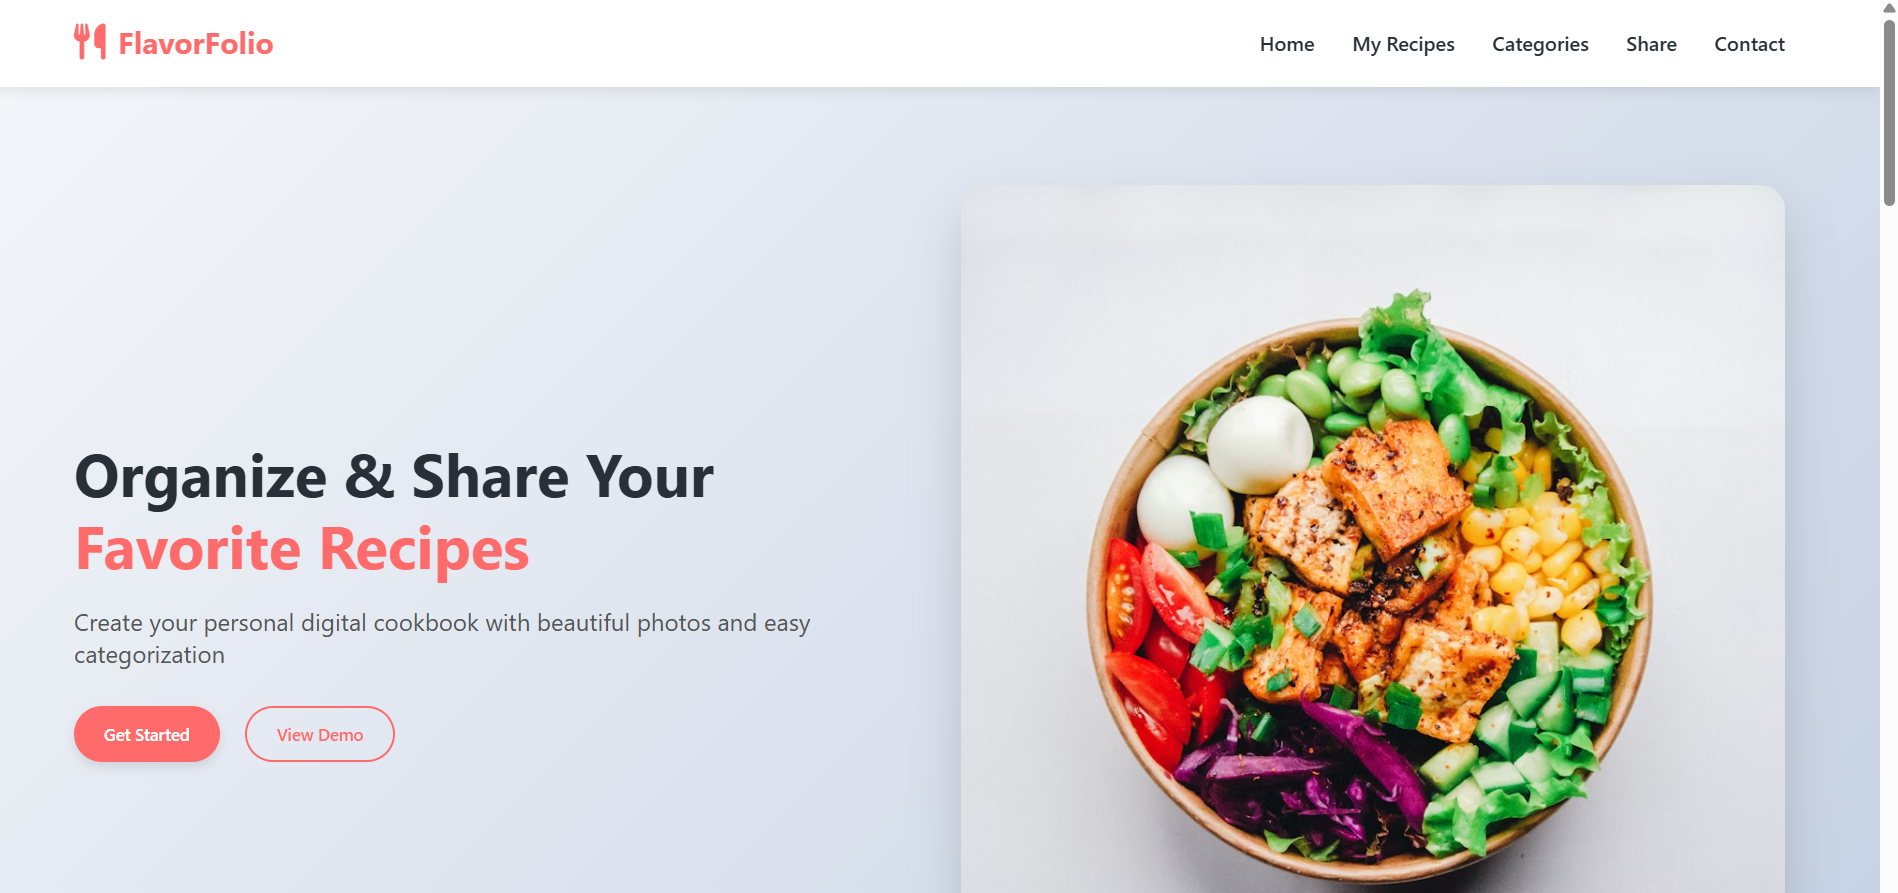 FlavorFolio
Home
My Recipes
Categories
Share
Contact
Organize & Share Your
Favorite Recipes
Create your personal digital cookbook with beautiful photos and easy
categorization
Get Started
View Demo